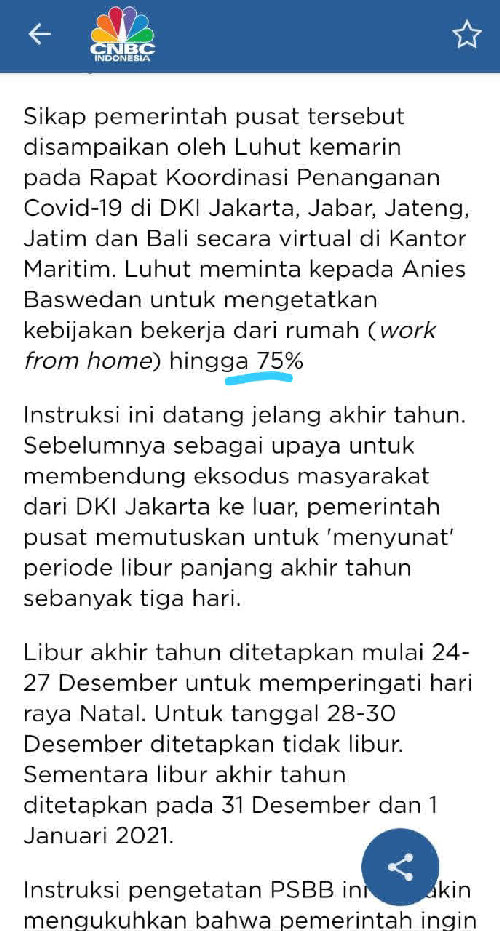 CNBC
INDONESIA
Sikap pemerintah pusat tersebut
disampaikan oleh Luhut kemarin
pada Rapat Koordinasi Penanganan
Covid-19 di DKI Jakarta, Jabar, Jateng,
Jatim dan Bali secara virtual di Kantor
Maritim. Luhut meminta kepada Anies
Baswedan untuk mengetatkan
kebijakan bekerja dari rumah (work
from home) hingga 75%
Instruksi ini datang jelang akhir tahun.
Sebelumnya sebagai upaya untuk
membendung eksodus masyarakat
dari DKI Jakarta ke luar, pemerintah
pusat memutuskan untuk 'menyunat'
periode libur panjang akhir tahun
sebanyak tiga hari.
Libur akhir tahun ditetapkan mulai 24-
27 Desember untuk memperingati hari
raya Natal. Untuk tanggal 28-30
Desember ditetapkan tidak libur.
Sementara libur akhir tahun
ditetapkan pada 31 Desember dan 1
Januari 2021.
Instruksi pengetatan PSBB ini
mengukuhkan bahwa pemerintah ingin